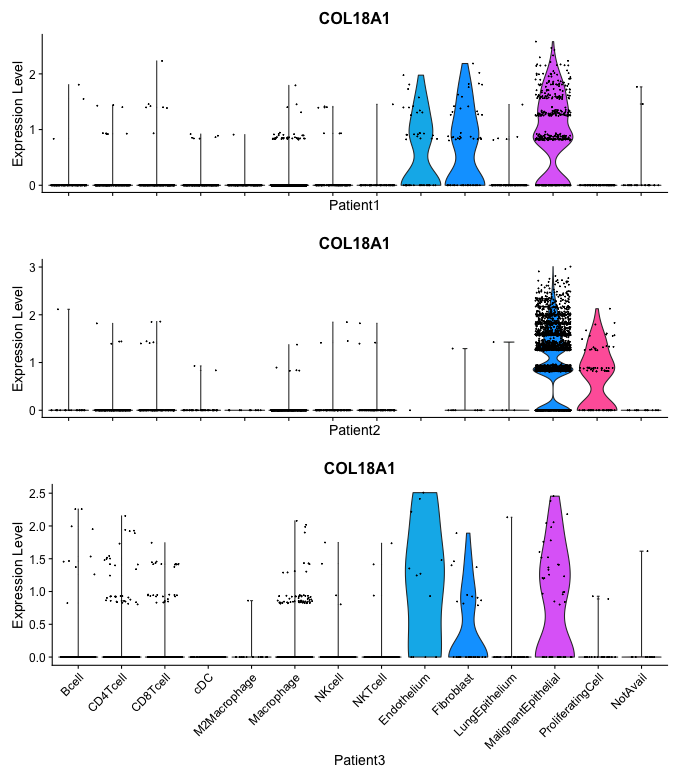 COL18A1
Expression Level
2
1
0
Patient1
COL18A1
Expression Level
3
2
1
0
Patient2
COL18A1
Expression Level
2.5
2.0
1.5
1.0
0.5
0.0
Bcell
CD4Tcell
CD8Tcell
cDC
M2Macrophage
Macrophage
NKcell
NKTcell
Endothelium
Fibroblast
LungEpithelium
MalignantEpithelial
ProliferatingCell
NotAvail
Patient3